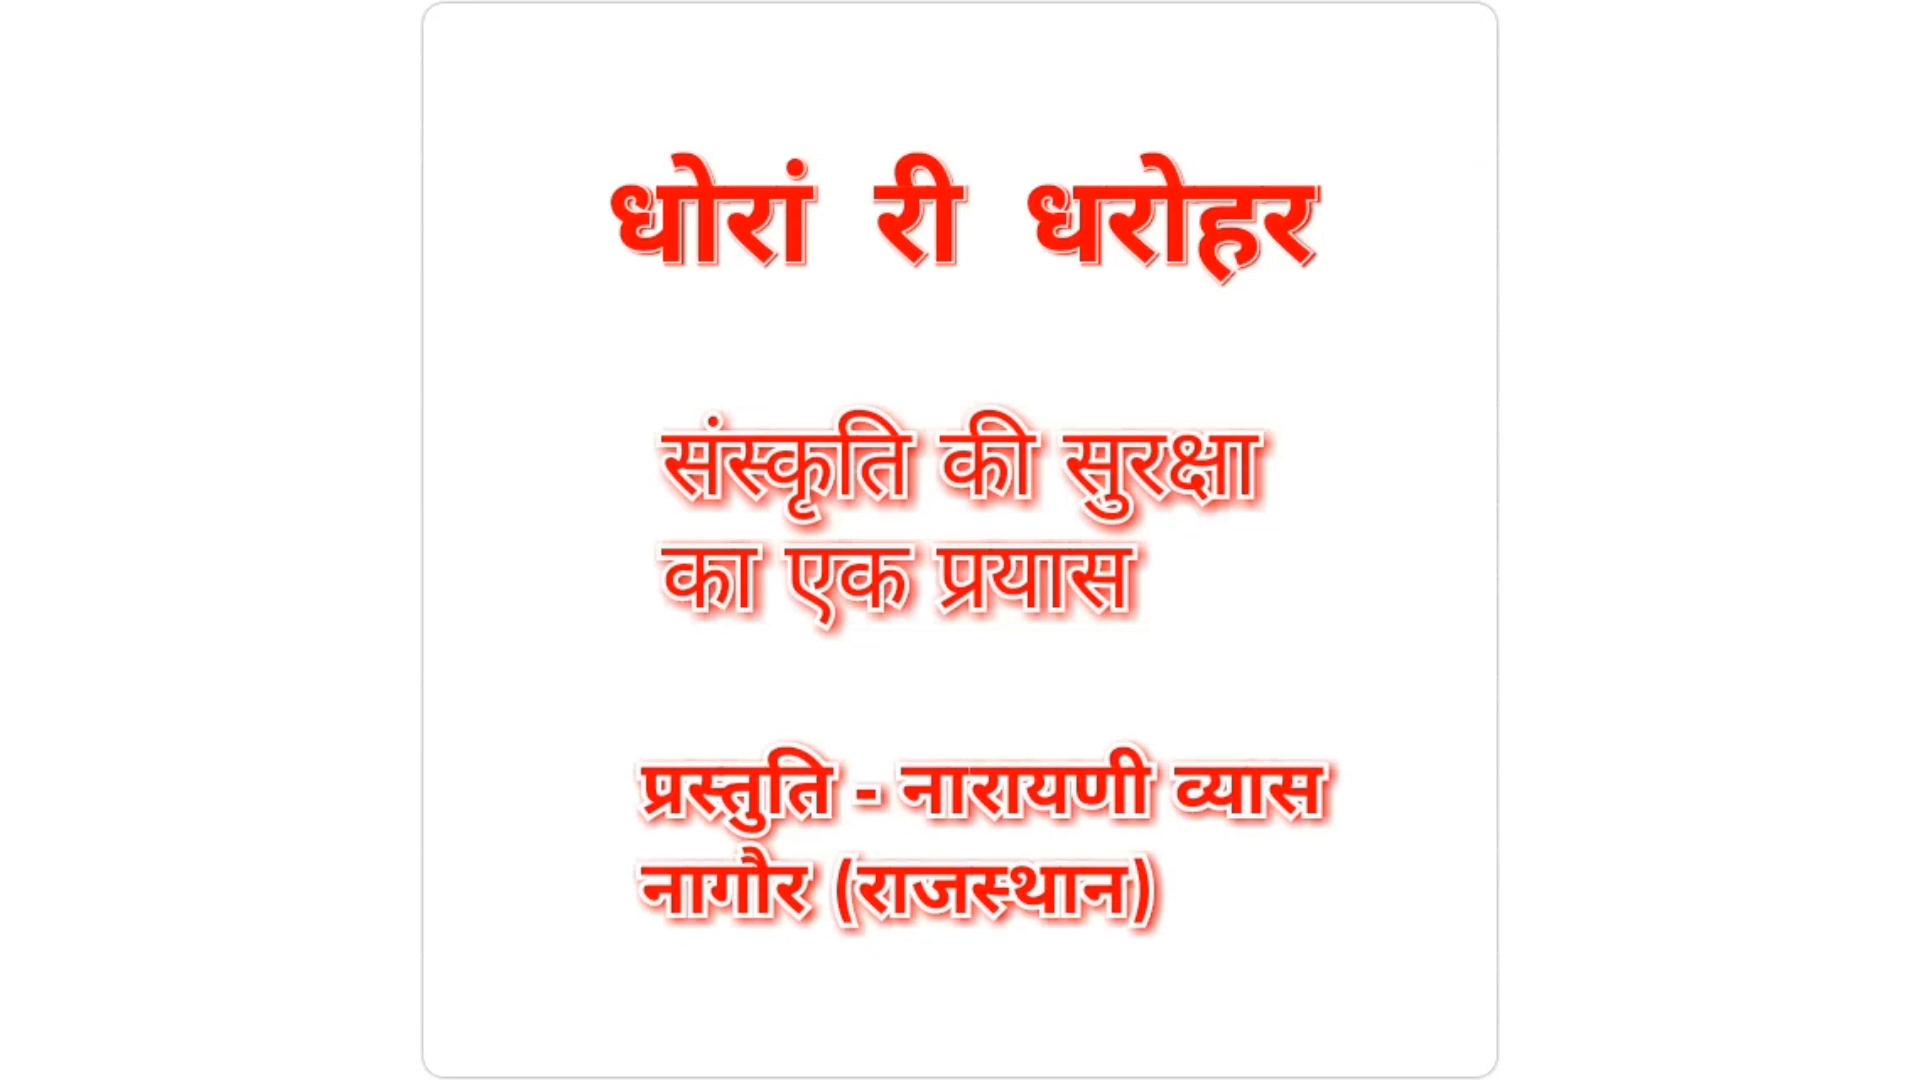 धोरां री धरोहर
संस्कृति की सुरक्षा
का एक प्रयास
प्रस्तुति - नारायणी व्यास
नागौर (राजस्थान)